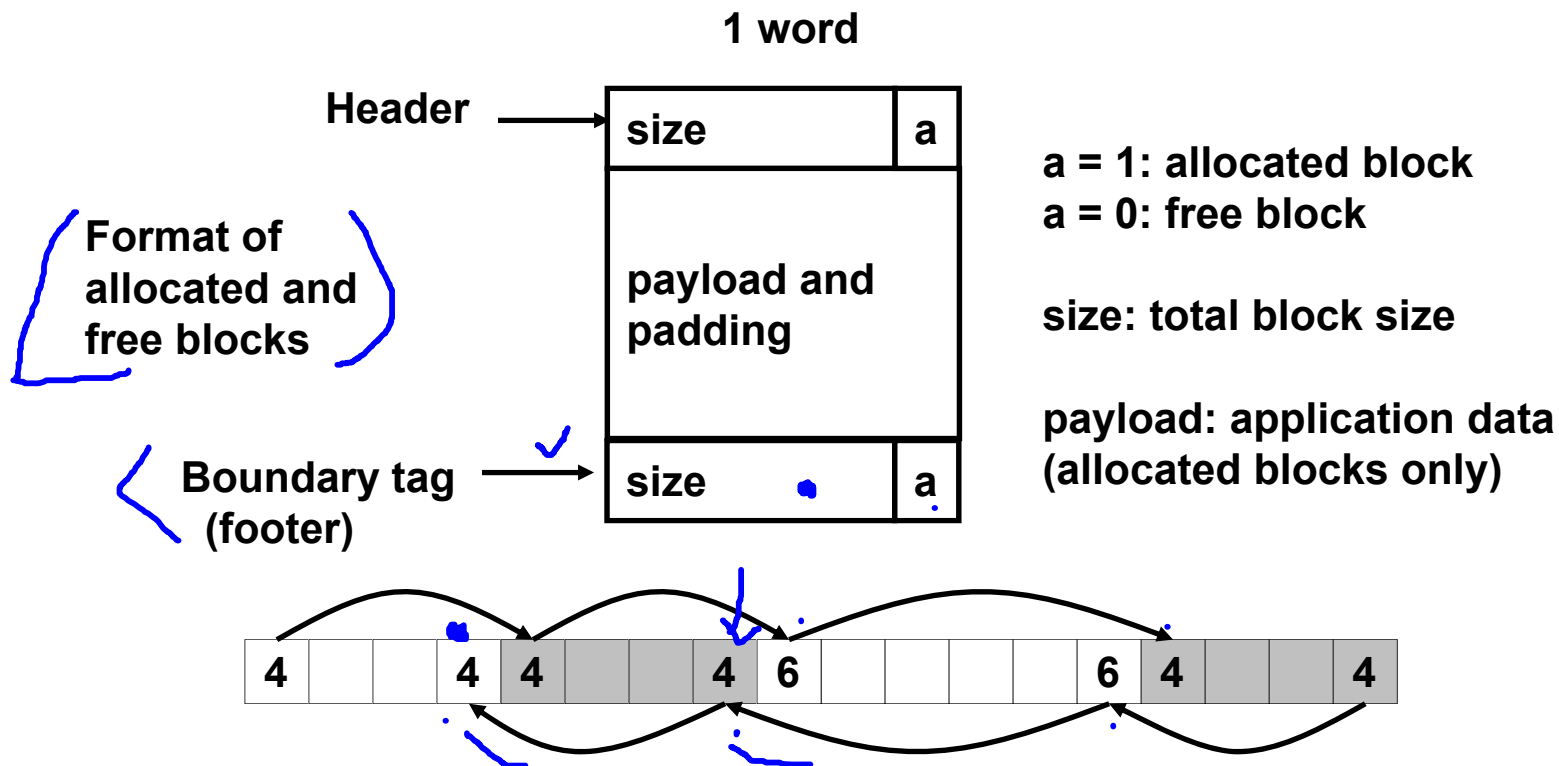 1 word
Header
size a
a = 1: allocated block
a = 0: free block
Format of
allocated and
free blocks
payload and
padding
size: total block size
payload: application data
(allocated blocks only)
Boundary tag
(footer)
size a
4 4 4 4 6 6 4 4